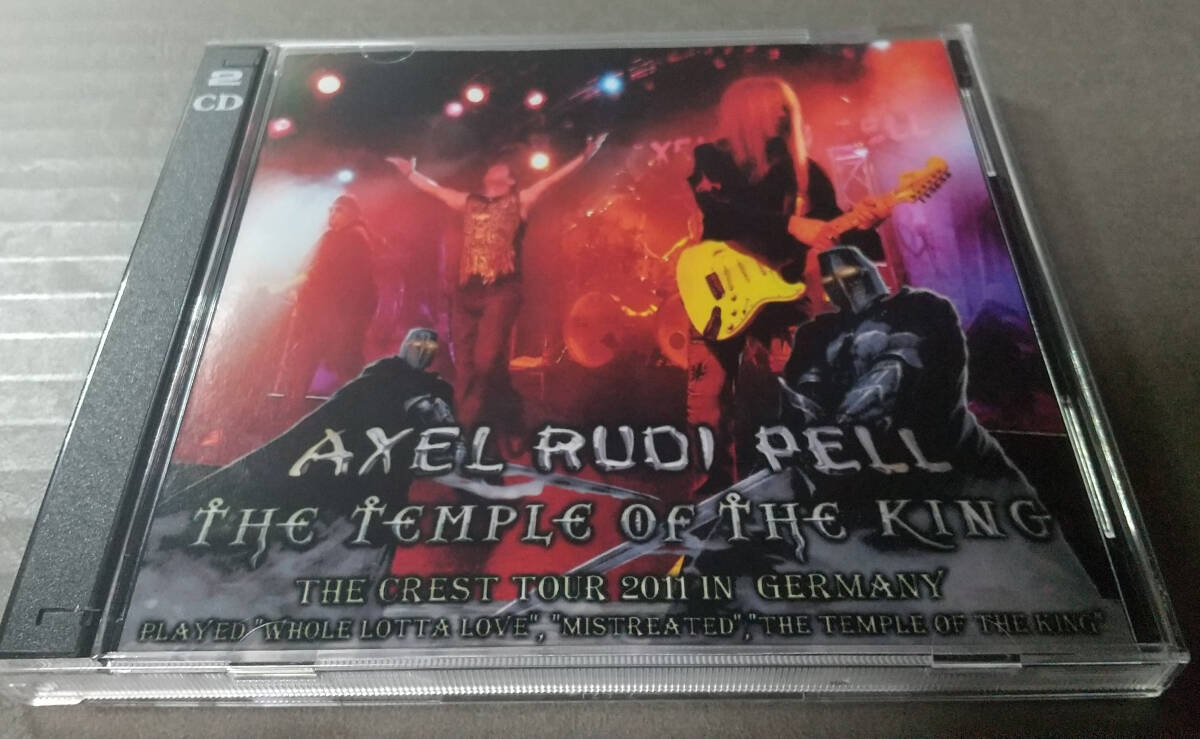 2
CD
AXEL RUDI PELL
THE TEMPLE OF THE KING
THE CREST TOUR 2011 IN GERMANY
PLAYED "WHOLE LOTTA LOVE", "MISTREATED", "THE TEMPLE OF THE KING"